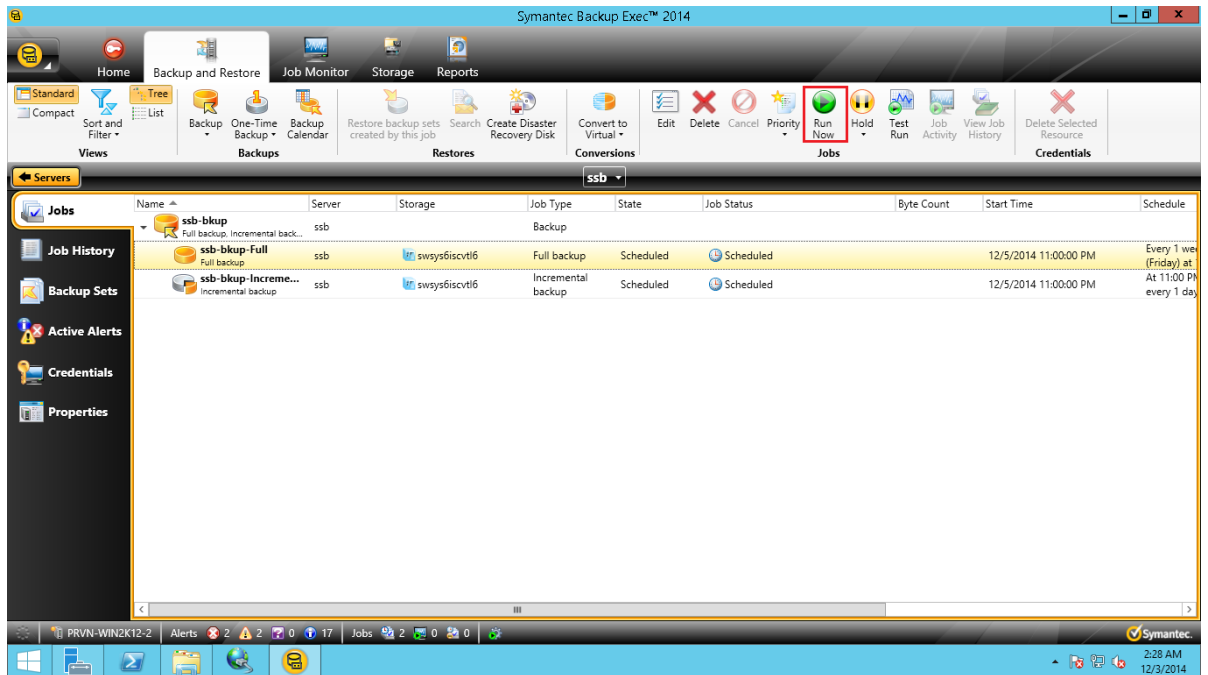 Symantec Backup Exec™ 2014
Home
Backup and Restore
Job Monitor
Storage
Reports
Standard
Compact
Sort and Filter
Tree
List
Views
Backup
One-Time Backup
Backup Calendar
Backups
Restore backup sets created by this job
Search
Create Disaster Recovery Disk
Restores
Convert to Virtual
Conversions
Edit
Delete
Cancel
Priority
Run Now
Hold
Test Run
Job Activity
View Job History
Jobs
Delete Selected Resource
Credentials
Servers
ssb
Jobs
Job History
Backup Sets
Active Alerts
Credentials
Properties
Name Server Storage Job Type State Job Status Byte Count Start Time Schedule
ssb-bkup ssb Backup
Full backup, Incremental back...
ssb-bkup-Full ssb swsys6iscvtl6 Full backup Scheduled Scheduled 12/5/2014 11:00:00 PM Every 1 we
Full backup (Friday) at
ssb-bkup-Increme... ssb swsys6iscvtl6 Incremental backup Scheduled Scheduled 12/5/2014 11:00:00 PM At 11:00 PM
Incremental backup every 1 day
PRVN-WIN2K12-2 Alerts 2 2 0 17 Jobs 2 0 0
Symantec.
2:28 AM
12/3/2014